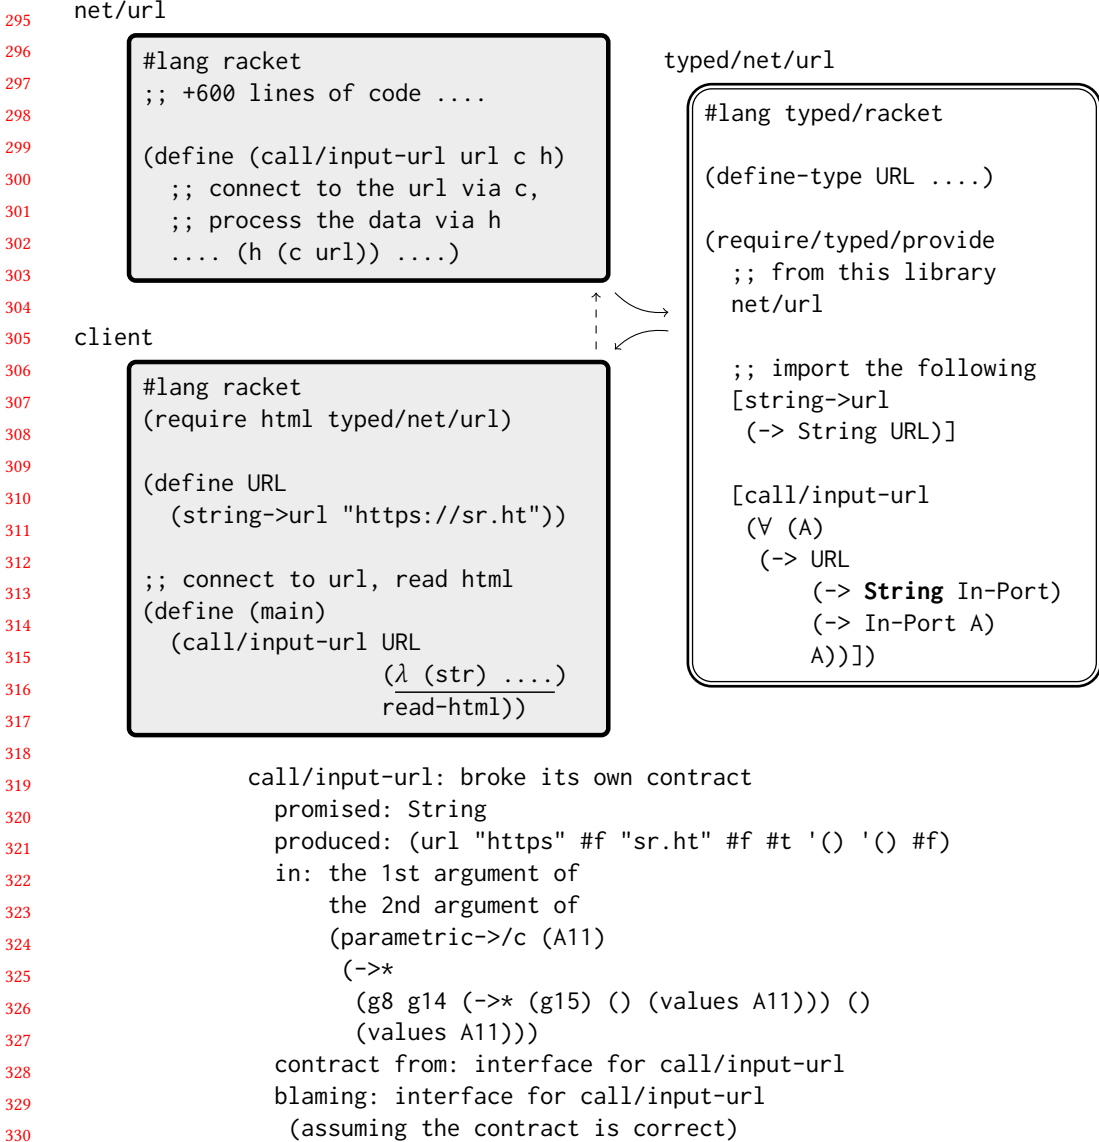 net/url
#lang racket
;; +600 lines of code ....
(define (call/input-url url c h)
;; connect to the url via c,
;; process the data via h
.... (h (c url)) ....)
client
#lang racket
(require html typed/net/url)
(define URL
(string->url "https://sr.ht"))
;; connect to url, read html
(define (main)
(call/input-url URL
(λ (str) ....)
read-html))
typed/net/url
#lang typed/racket
(define-type URL ....)
(require/typed/provide
;; from this library
net/url
;; import the following
[string->url
(-> String URL)]
[call/input-url
(∀ (A)
(-> URL
(-> String In-Port)
(-> In-Port A)
A))])
call/input-url: broke its own contract
promised: String
produced: (url "https" #f "sr.ht" #f #t '() '() #f)
in: the 1st argument of
the 2nd argument of
(parametric->/c (A11)
(->*
(g8 g14 (->* (g15) () (values A11))) ()
(values A11)))
contract from: interface for call/input-url
blaming: interface for call/input-url
(assuming the contract is correct)
295
296
297
298
299
300
301
302
303
304
305
306
307
308
309
310
311
312
313
314
315
316
317
318
319
320
321
322
323
324
325
326
327
328
329
330